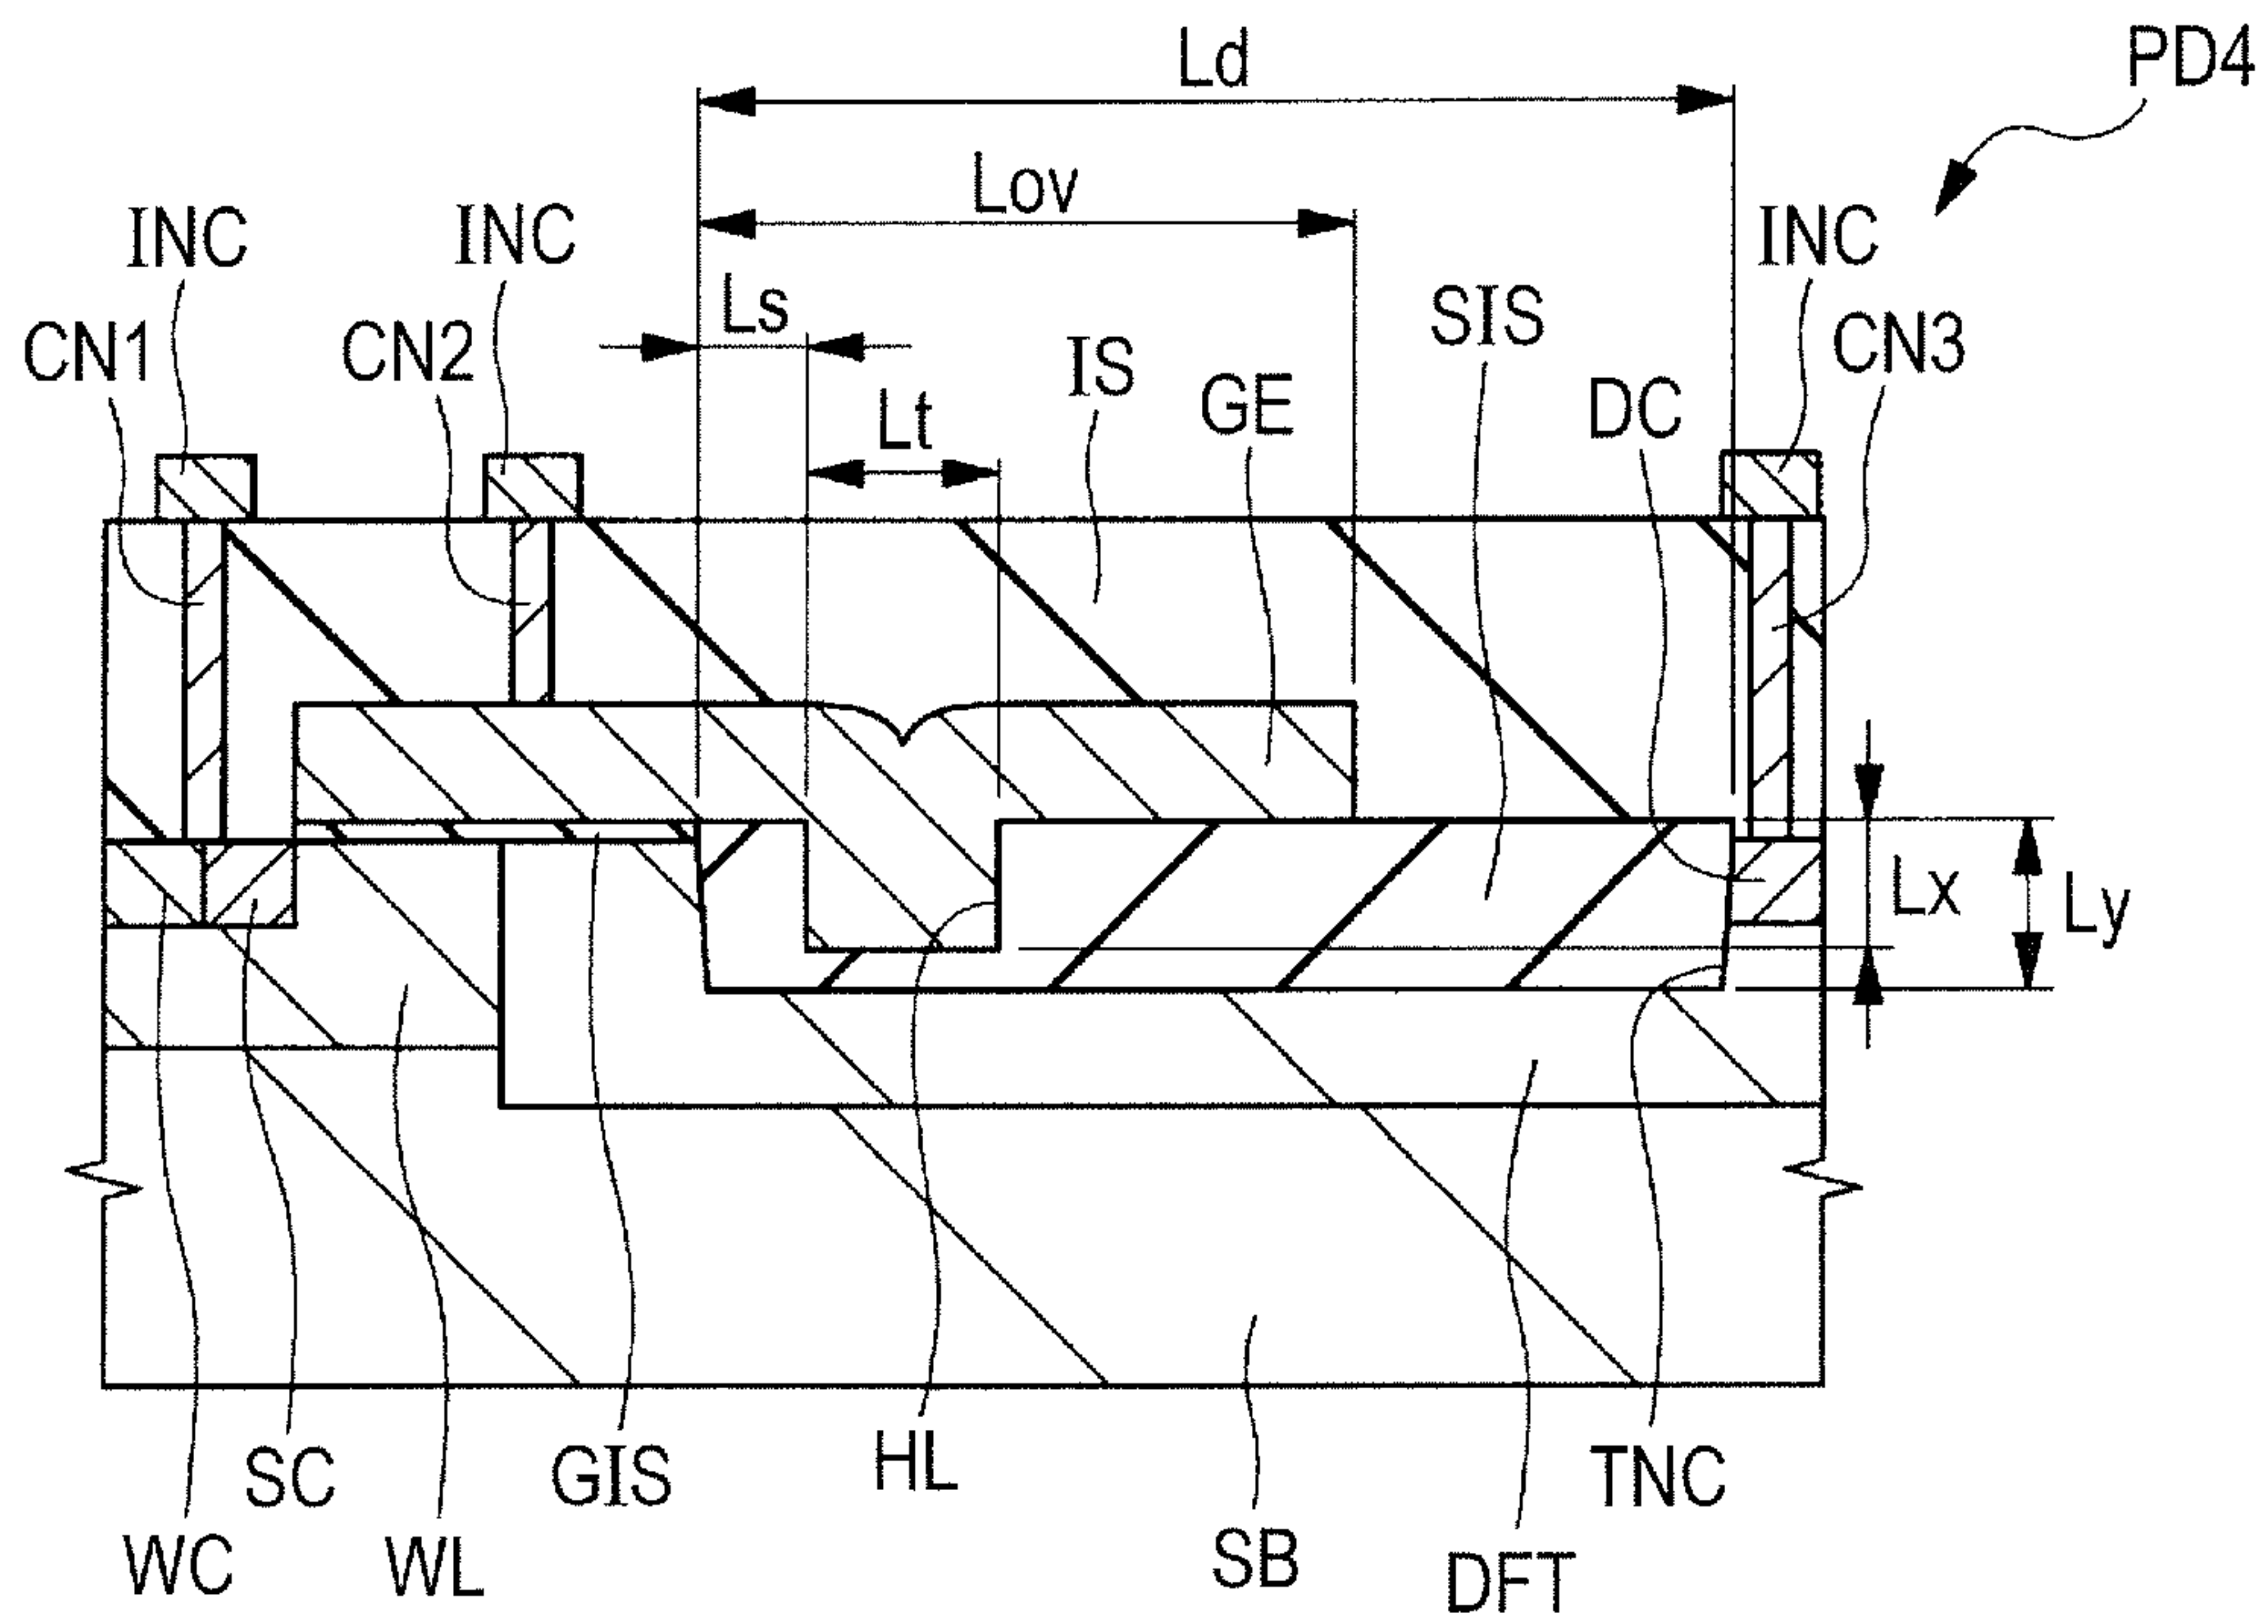 Ld
PD4
Lov
INC
INC
INC
Ls
SIS
CN1
CN2
IS
CN3
GE
DC
Lt
Lx
Ly
HL
SC
GIS
TNC
WC
WL
SB
DFT